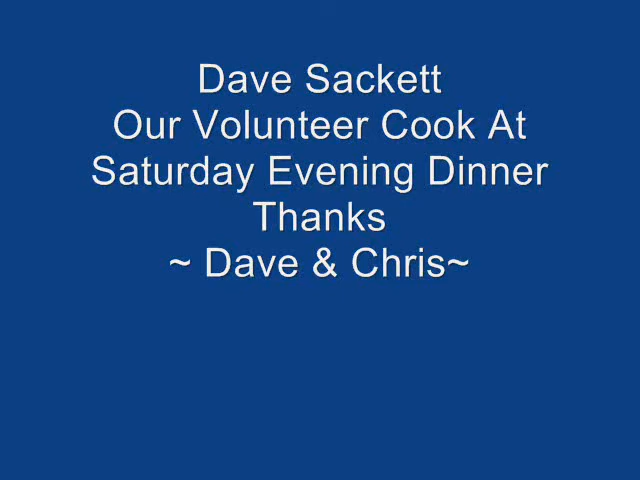 Dave Sackett
Our Volunteer Cook At
Saturday Evening Dinner
Thanks
~ Dave & Chris~